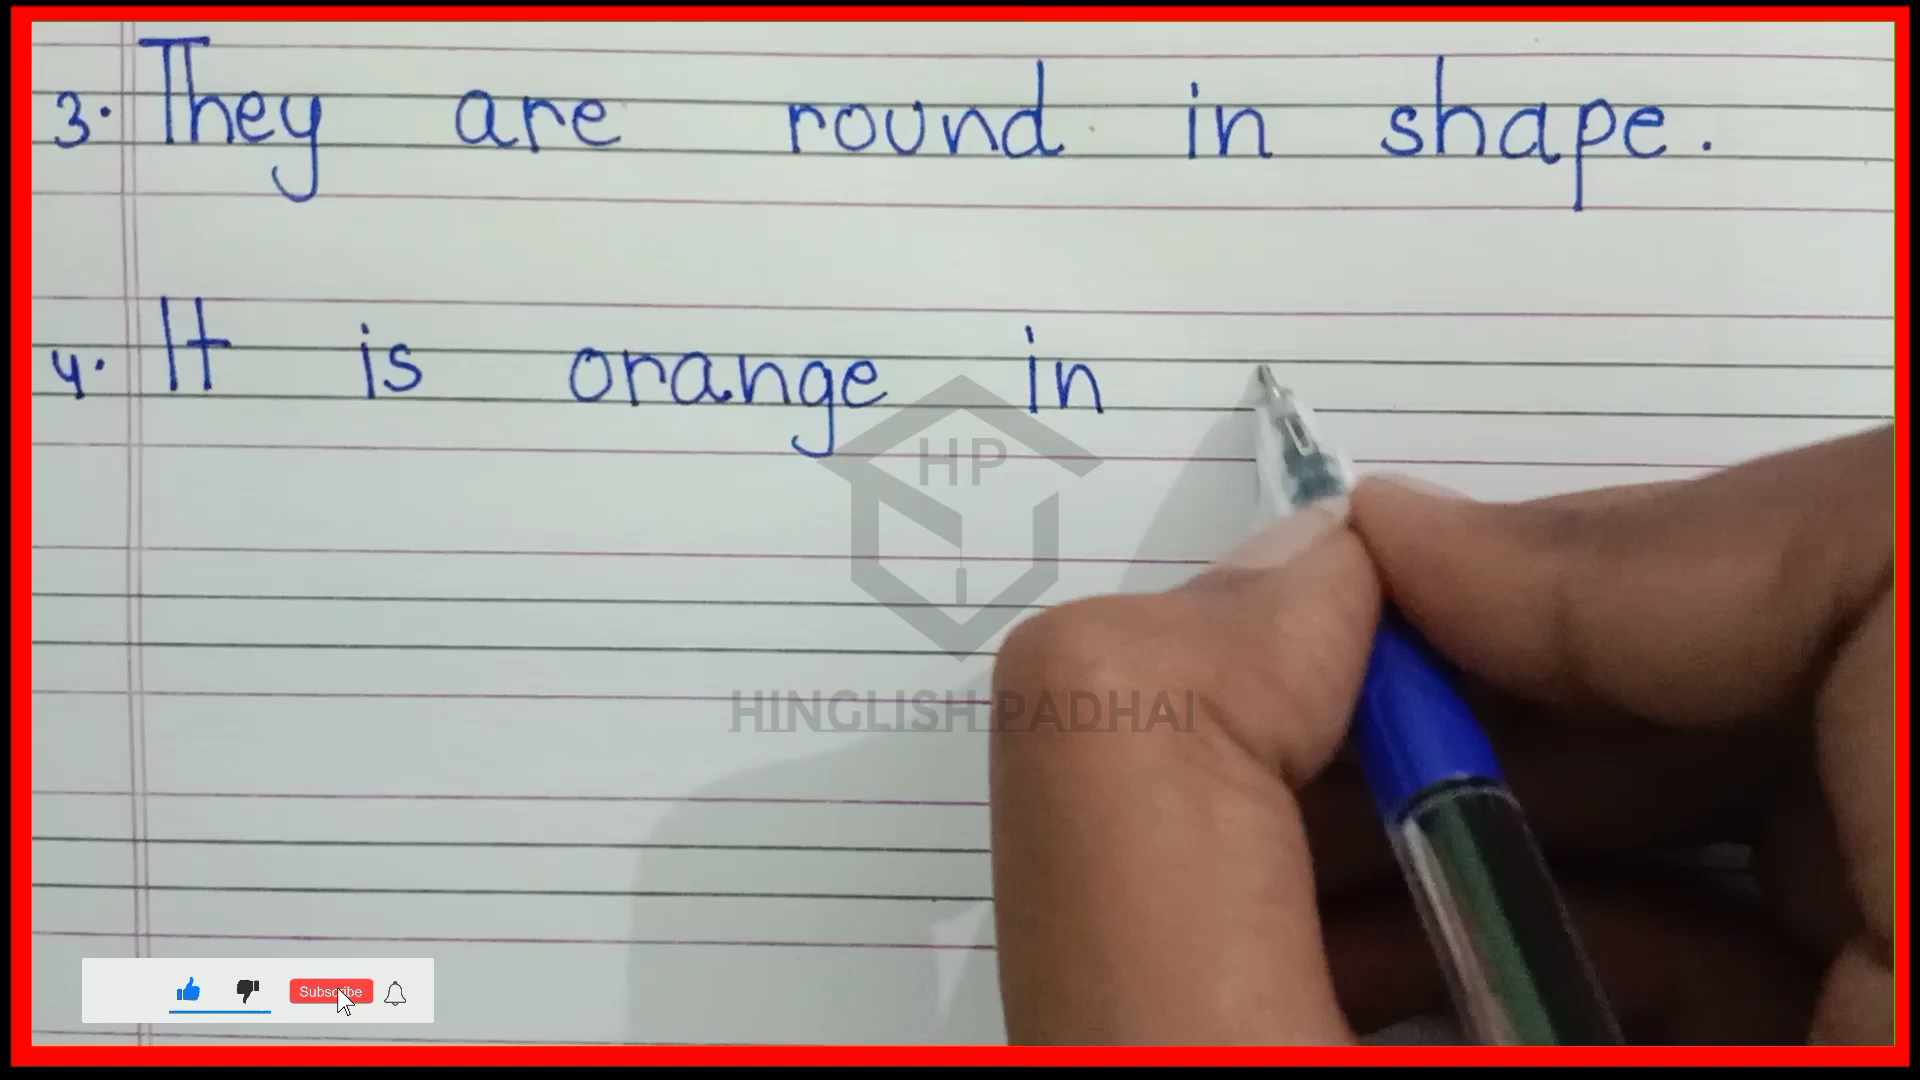 3. They are round in shape.
4. It is orange in
HP
HINGLISH PADHAI
Subscribe